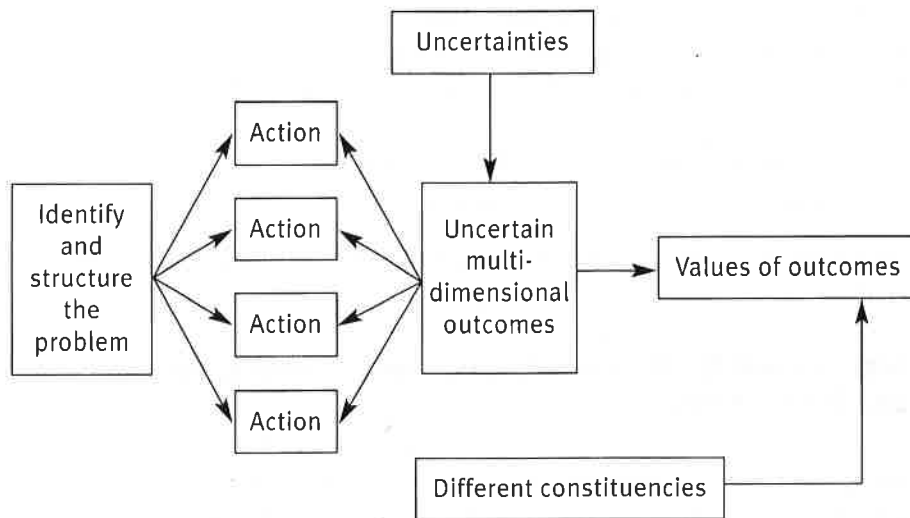 Uncertainties
Action
Action
Action
Action
Identify
and
structure
the
problem
Uncertain
multi-
dimensional
outcomes
Values of outcomes
Different constituencies